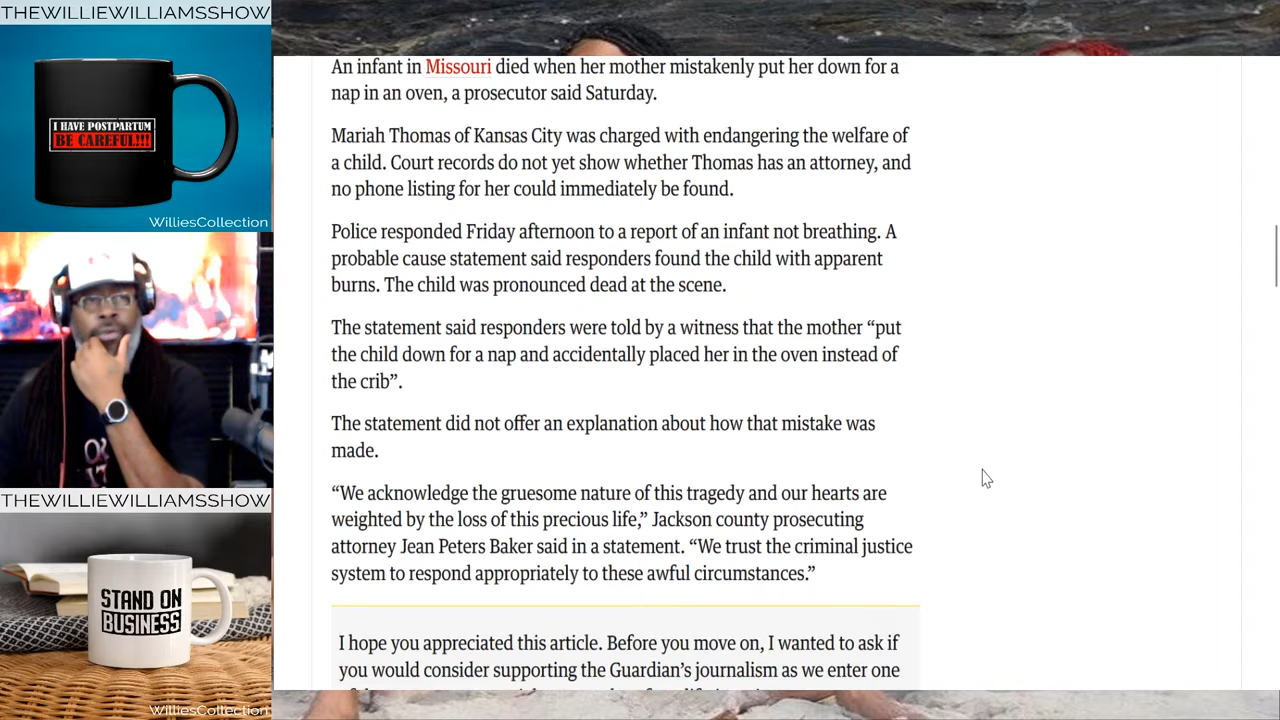 THEWILLIEWILLIAMSSHOW
I HAVE POSTPARTUM
BE CAREFUL!!!
WilliesCollection
THEWILLIEWILLIAMSSHOW
STAND ON
BUSINESS
WilliesCollection
An infant in Missouri died when her mother mistakenly put her down for a
nap in an oven, a prosecutor said Saturday.
Mariah Thomas of Kansas City was charged with endangering the welfare of
a child. Court records do not yet show whether Thomas has an attorney, and
no phone listing for her could immediately be found.
Police responded Friday afternoon to a report of an infant not breathing. A
probable cause statement said responders found the child with apparent
burns. The child was pronounced dead at the scene.
The statement said responders were told by a witness that the mother “put
the child down for a nap and accidentally placed her in the oven instead of
the crib”.
The statement did not offer an explanation about how that mistake was
made.
“We acknowledge the gruesome nature of this tragedy and our hearts are
weighted by the loss of this precious life,” Jackson county prosecuting
attorney Jean Peters Baker said in a statement. “We trust the criminal justice
system to respond appropriately to these awful circumstances.”
I hope you appreciated this article. Before you move on, I wanted to ask if
you would consider supporting the Guardian’s journalism as we enter one